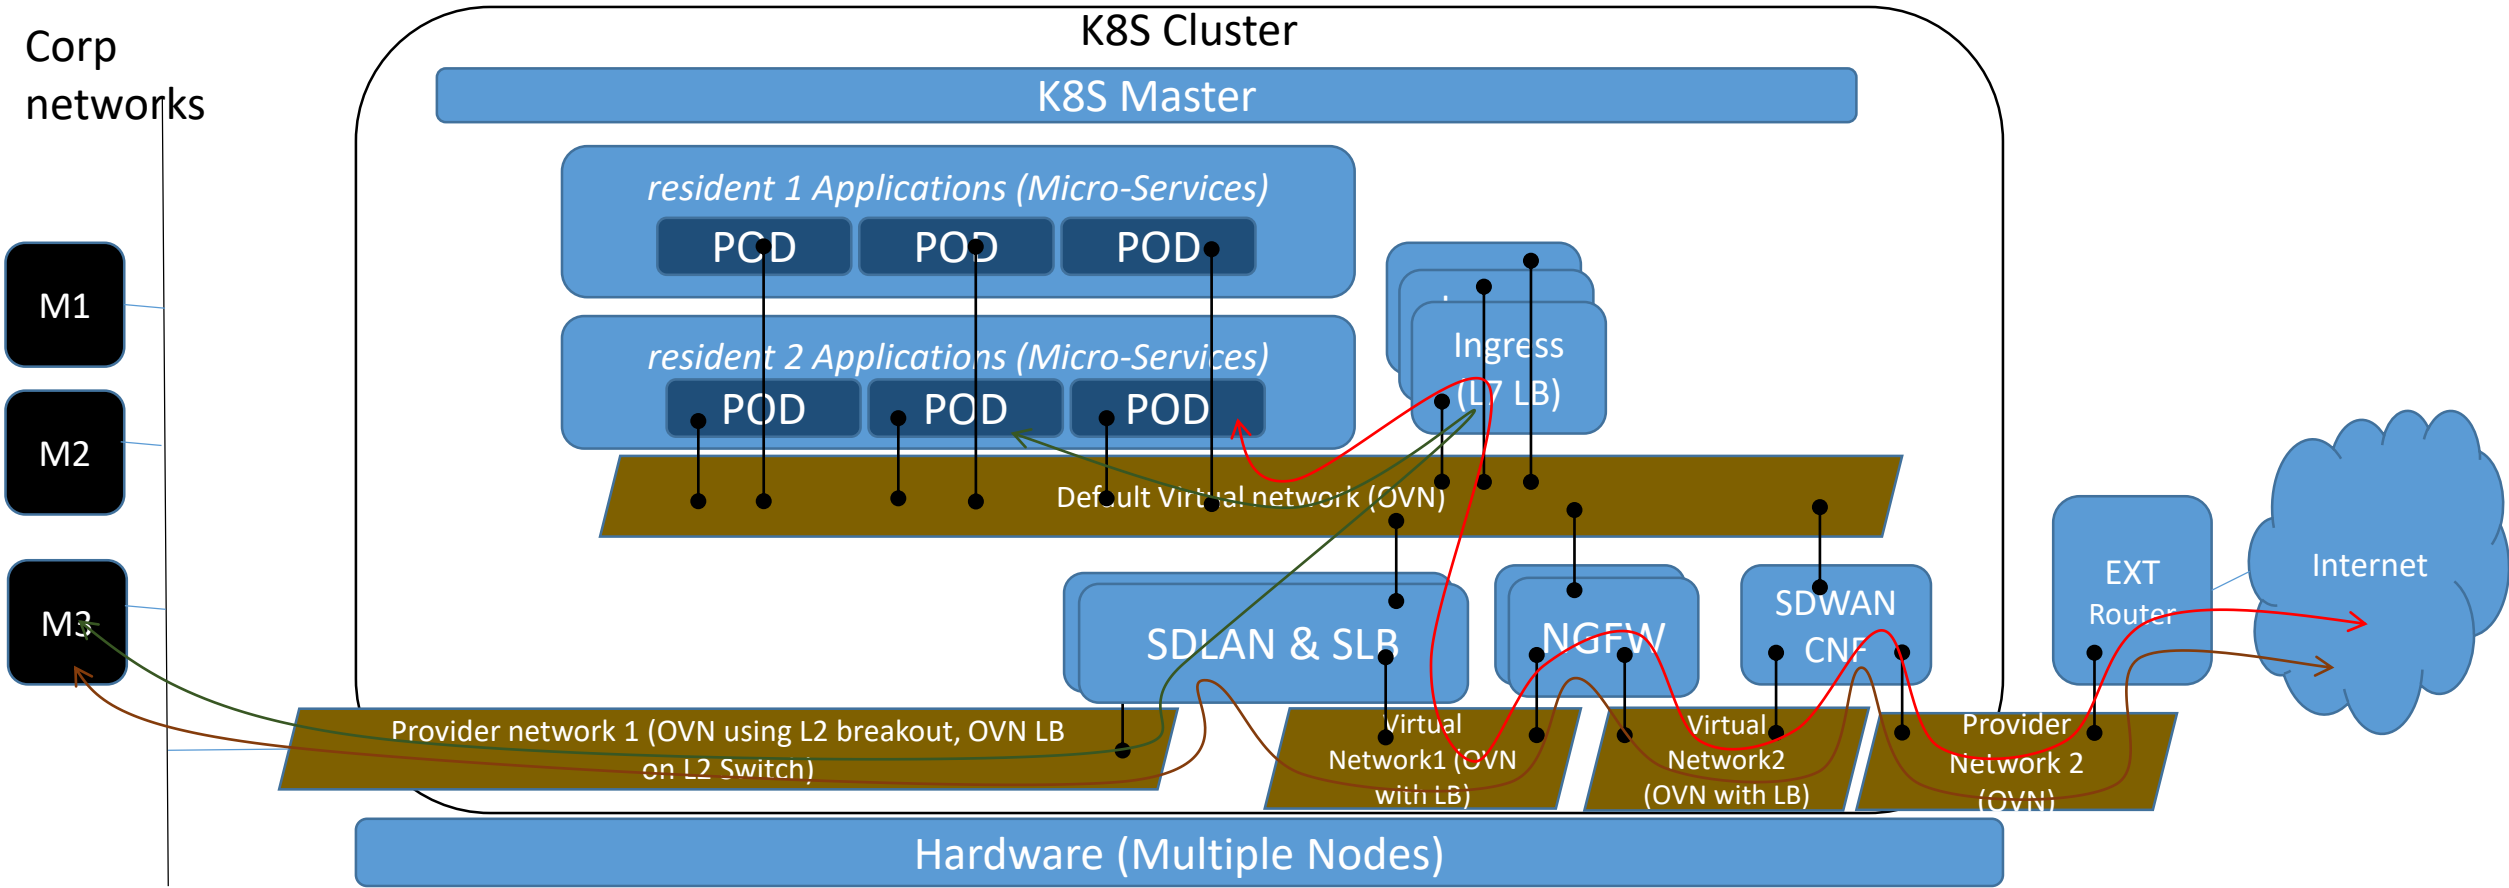 K8S Cluster
Corp
networks
K8S Master
resident 1 Applications (Micro-Services)
POD
POD
POD
M1
resident 2 Applications (Micro-Services)
POD
POD
POD
Ingress
(L7 LB)
M2
Default Virtual network (OVN)
M3
SDLAN & SLB
NGFW
SDWAN
CNF
EXT
Router
Internet
Provider network 1 (OVN using L2 breakout, OVN LB
on L2 Switch)
Virtual
Network1 (OVN
with LB)
Virtual
Network2
(OVN with LB)
Provider
Network 2
(OVN)
Hardware (Multiple Nodes)